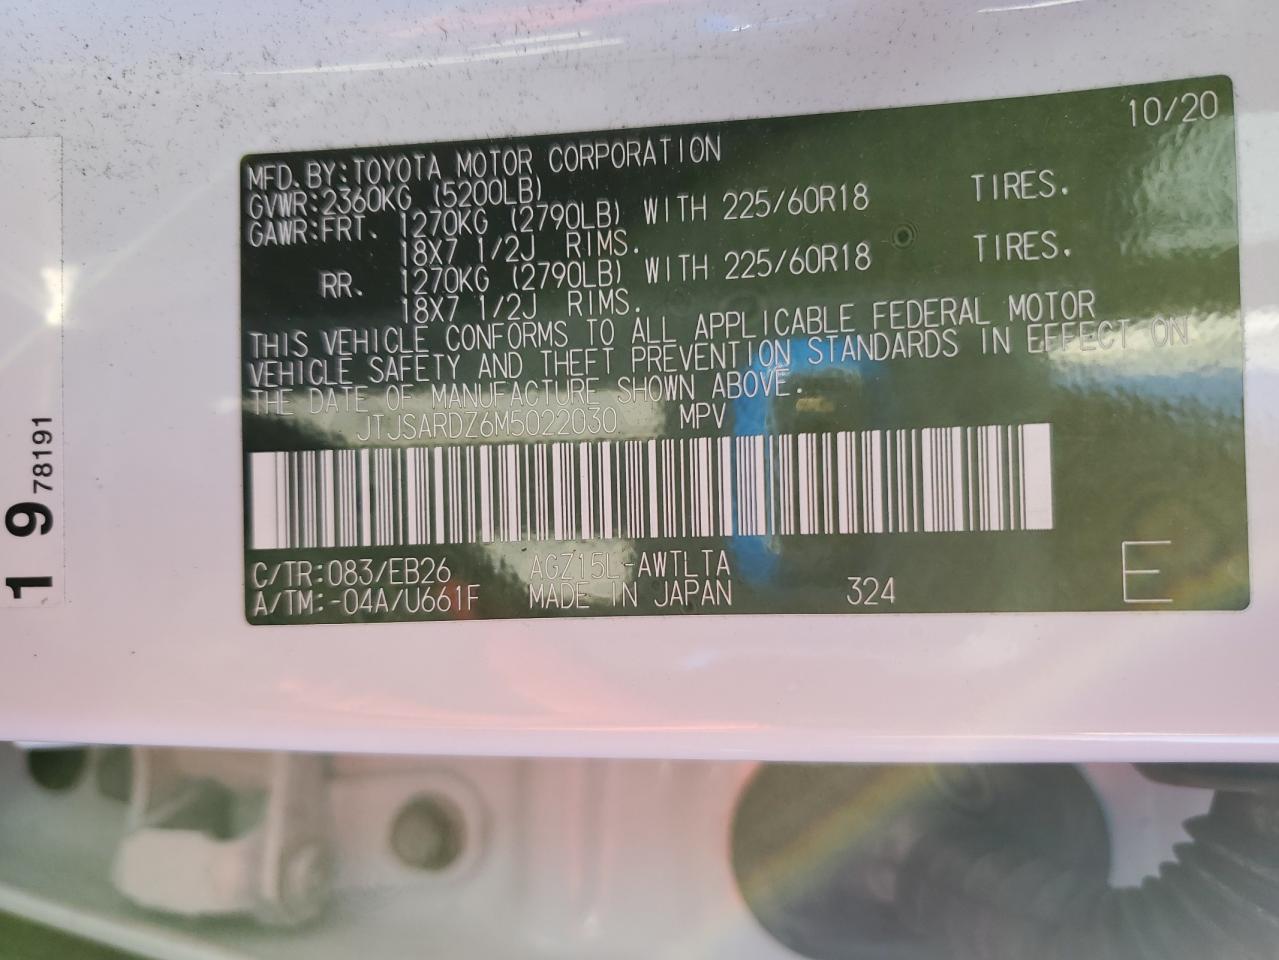 10/20
MFD. BY: TOYOTA MOTOR CORPORATION
GVWR: 2360KG (5200LB)
GAWR: FRT. 1270KG (2790LB) WITH 225/60R18 TIRES.
18X7 1/2J RIMS.
RR. 1270KG (2790LB) WITH 225/60R18 TIRES.
18X7 1/2J RIMS.
THIS VEHICLE CONFORMS TO ALL APPLICABLE FEDERAL MOTOR
VEHICLE SAFETY AND THEFT PREVENTION STANDARDS IN EFFECT ON
THE DATE OF MANUFACTURE SHOWN ABOVE.
JTJSARDZ6M5022030 MPV
C/TR: 083/EB26 AGZ15L-AWTLTA
A/TM: -04A/U661F MADE IN JAPAN 324 E
1 9 78191